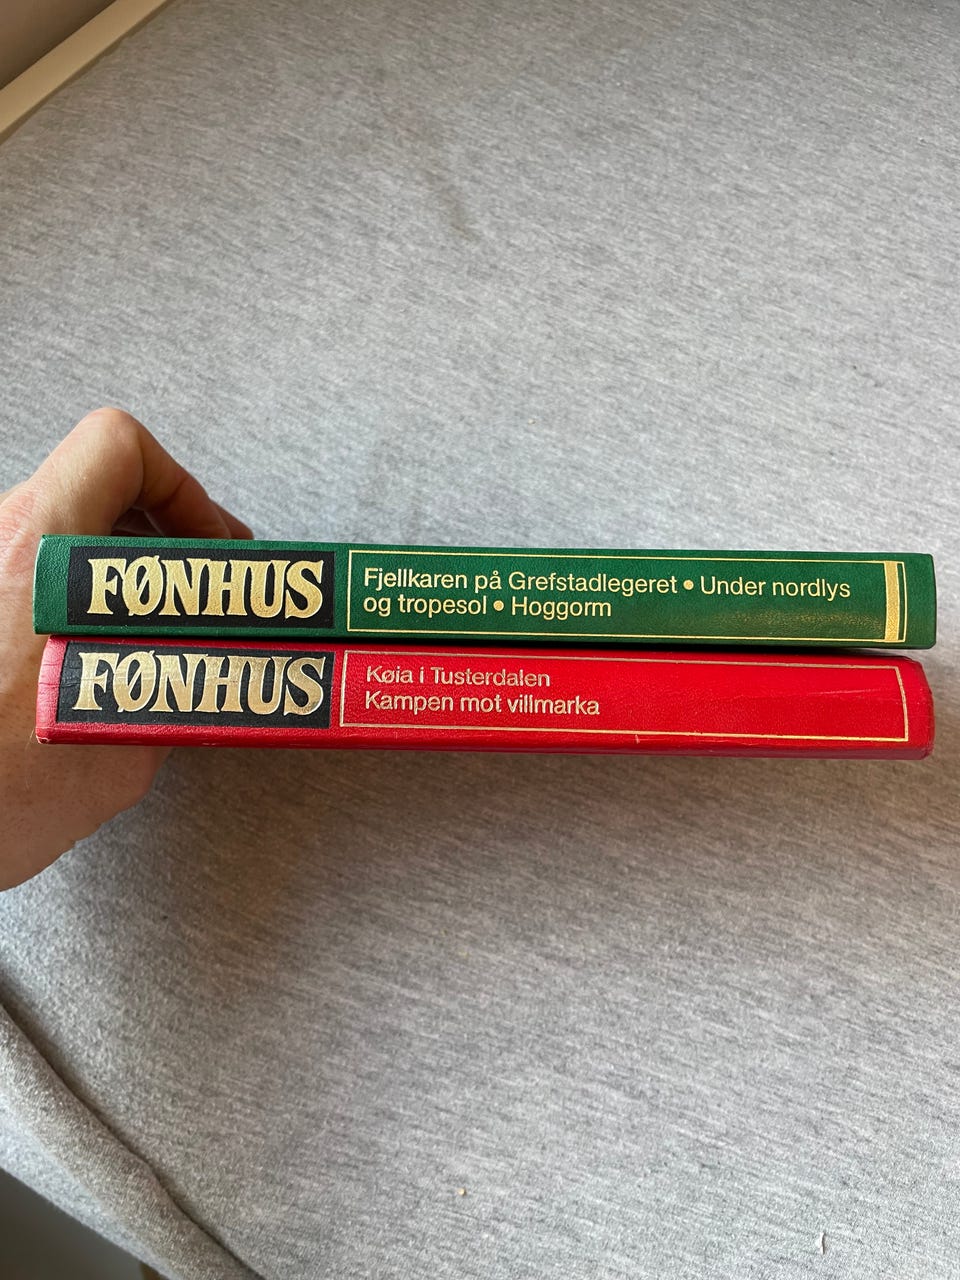 FØNHUS
Fjellkaren på Grefstadlegeret • Under nordlys
og tropesol • Hoggorm
FØNHUS
Køia i Tusterdalen
Kampen mot villmarka